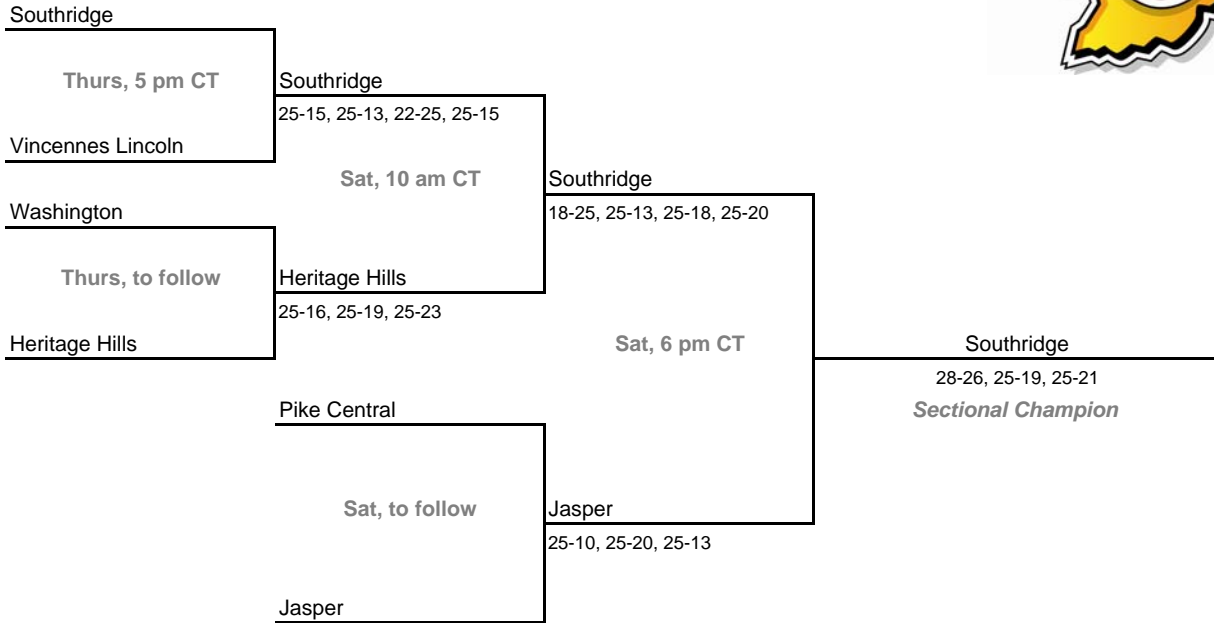 Southridge
Thurs, 5 pm CT
Southridge
25-15, 25-13, 22-25, 25-15
Vincennes Lincoln
Sat, 10 am CT
Southridge
Washington
18-25, 25-13, 25-18, 25-20
Thurs, to follow
Heritage Hills
25-16, 25-19, 25-23
Heritage Hills
Sat, 6 pm CT
Southridge
28-26, 25-19, 25-21
Pike Central
Sectional Champion
Sat, to follow
Jasper
25-10, 25-20, 25-13
Jasper